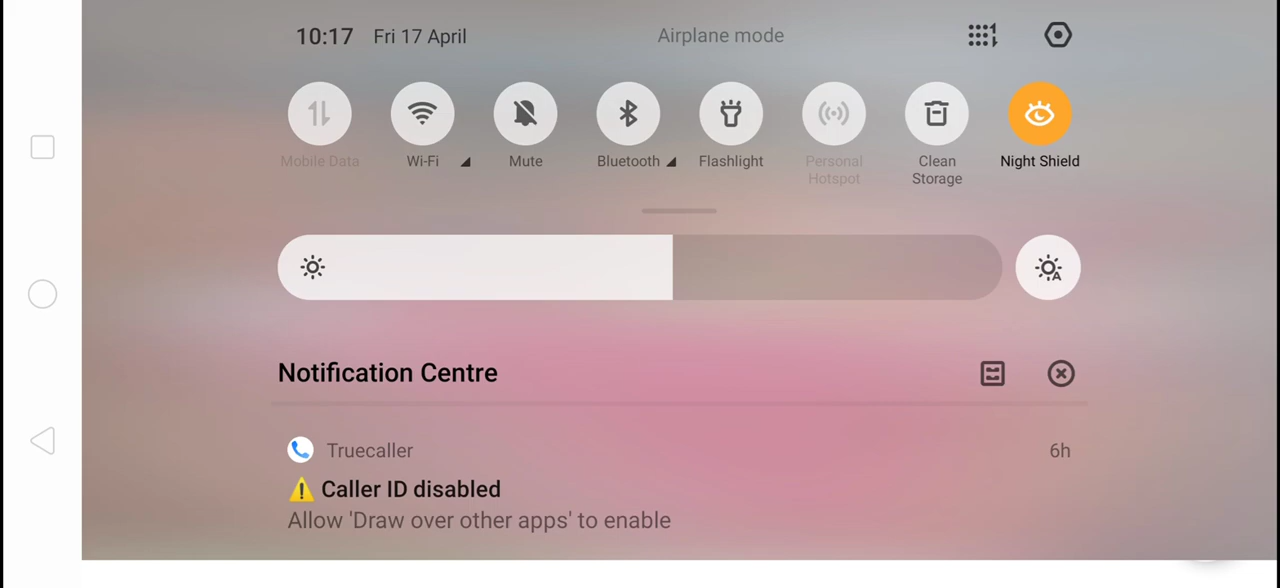 10:17 Fri 17 April Airplane mode
Mobile Data Wi-Fi Mute Bluetooth Flashlight Personal Hotspot Clean Storage Night Shield
A
Notification Centre
Truecaller 6h
⚠️ Caller ID disabled
Allow 'Draw over other apps' to enable